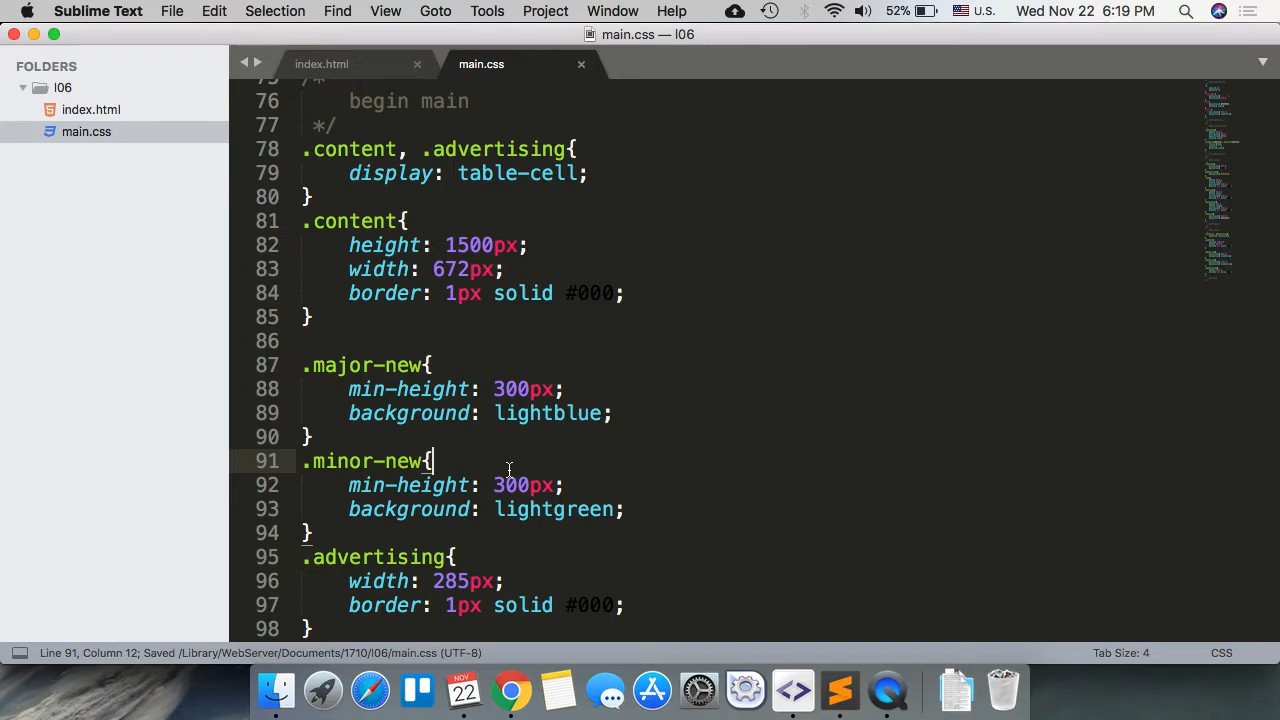 Sublime Text File Edit Selection Find View Goto Tools Project Window Help 52% U.S. Wed Nov 22 6:19 PM
main.css — l06
FOLDERS
l06
index.html
main.css
index.html × main.css ×
75 /*
76 begin main
77 */
78 .content, .advertising{
79 display: table-cell;
80 }
81 .content{
82 height: 1500px;
83 width: 672px;
84 border: 1px solid #000;
85 }
86
87 .major-new{
88 min-height: 300px;
89 background: lightblue;
90 }
91 .minor-new{
92 min-height: 300px;
93 background: lightgreen;
94 }
95 .advertising{
96 width: 285px;
97 border: 1px solid #000;
98 }
Line 91, Column 12; Saved /Library/WebServer/Documents/1710/l06/main.css (UTF-8) Tab Size: 4 CSS
NOV
22